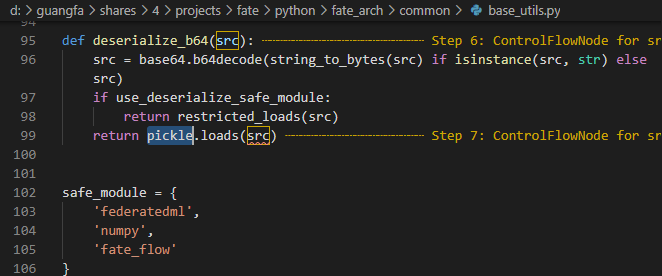 d: > guangfa > shares > 4 > projects > fate > python > fate_arch > common > base_utils.py
94
95 def deserialize_b64(src): Step 6: ControlFlowNode for sr
96 src = base64.b64decode(string_to_bytes(src) if isinstance(src, str) else
src)
97 if use_deserialize_safe_module:
98 return restricted_loads(src)
99 return pickle.loads(src) Step 7: ControlFlowNode for sr
100
101
102 safe_module = {
103 'federatedml',
104 'numpy',
105 'fate_flow'
106 }